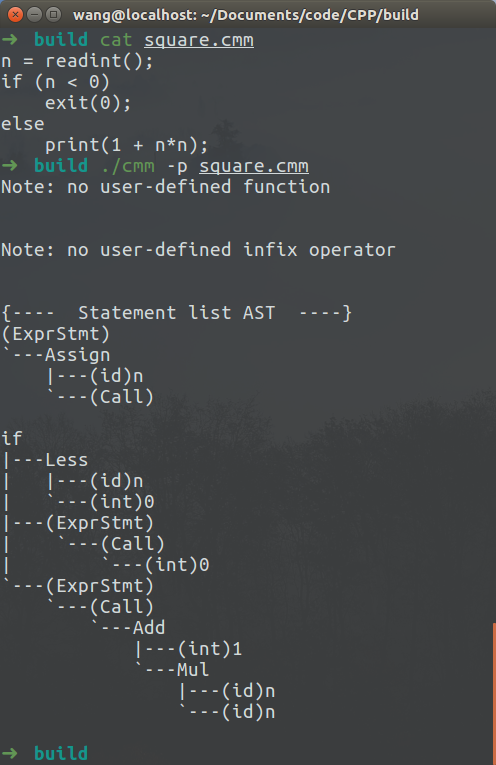 wang@localhost: ~/Documents/code/CPP/build
➜  build cat square.cmm
n = readint();
if (n < 0)
    exit(0);
else
    print(1 + n*n);
➜  build ./cmm -p square.cmm
Note: no user-defined function
Note: no user-defined infix operator
{----  Statement list AST  ----}
(ExprStmt)
`---Assign
    |---(id)n
    `---(Call)
if
|---Less
|   |---(id)n
|   `---(int)0
|---(ExprStmt)
|    `---(Call)
|        `---(int)0
`---(ExprStmt)
    `---(Call)
        `---Add
            |---(int)1
            `---Mul
                |---(id)n
                `---(id)n
➜  build